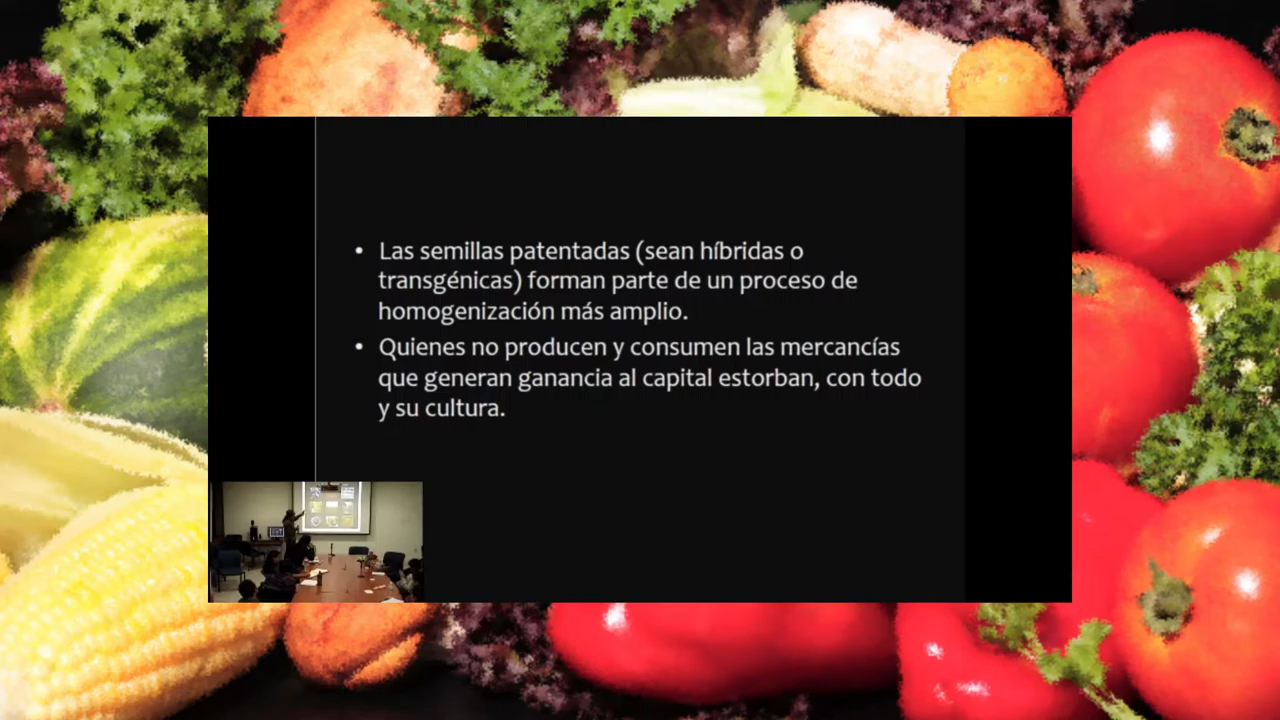 • Las semillas patentadas (sean híbridas o
transgénicas) forman parte de un proceso de
homogenización más amplio.
• Quienes no producen y consumen las mercancías
que generan ganancia al capital estorban, con todo
y su cultura.